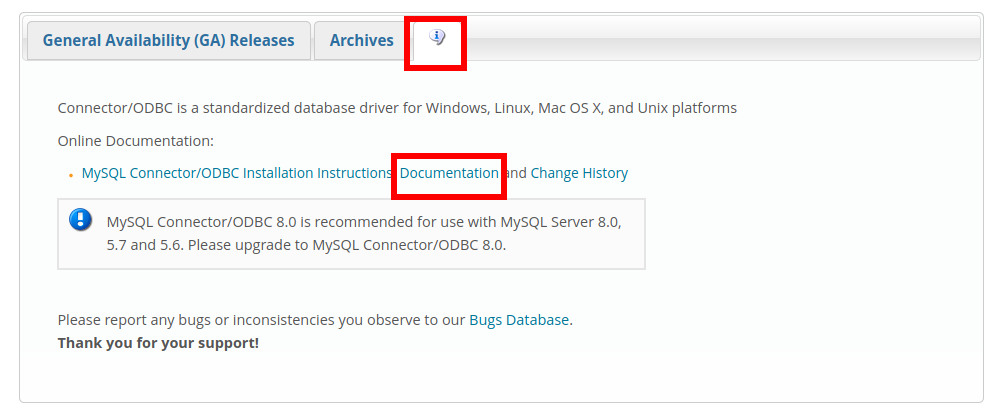 General Availability (GA) Releases
Archives
Connector/ODBC is a standardized database driver for Windows, Linux, Mac OS X, and Unix platforms
Online Documentation:
MySQL Connector/ODBC Installation Instructions Documentation and Change History
MySQL Connector/ODBC 8.0 is recommended for use with MySQL Server 8.0,
5.7 and 5.6. Please upgrade to MySQL Connector/ODBC 8.0.
Please report any bugs or inconsistencies you observe to our Bugs Database.
Thank you for your support!